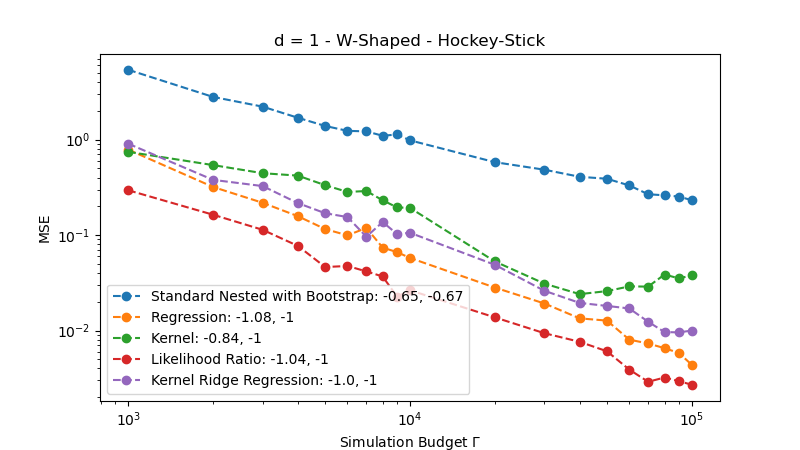 d = 1 - W-Shaped - Hockey-Stick
MSE
10⁰
10⁻¹
10⁻²
Standard Nested with Bootstrap: -0.65, -0.67
Regression: -1.08, -1
Kernel: -0.84, -1
Likelihood Ratio: -1.04, -1
Kernel Ridge Regression: -1.0, -1
10³ 10⁴ 10⁵
Simulation Budget Γ